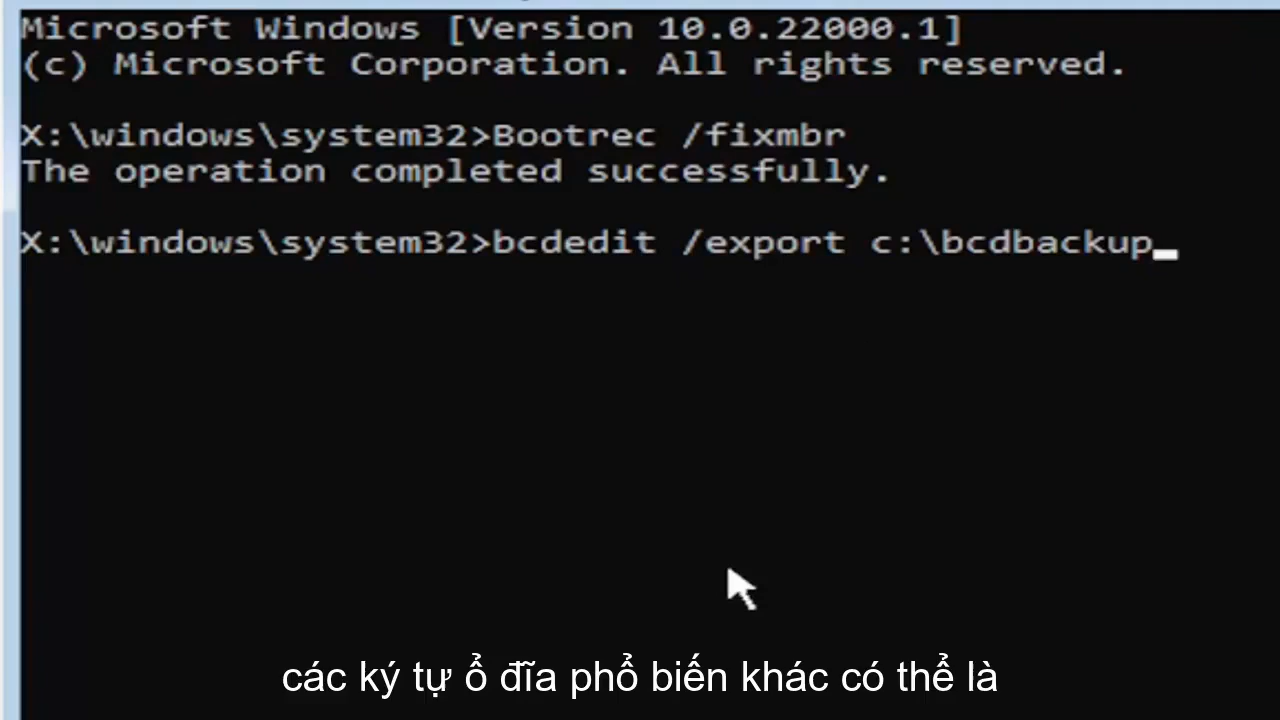 Microsoft Windows [Version 10.0.22000.1]
(c) Microsoft Corporation. All rights reserved.
X:\windows\system32>Bootrec /fixmbr
The operation completed successfully.
X:\windows\system32>bcdedit /export c:\bcdbackup
các ký tự ổ đĩa phổ biến khác có thể là